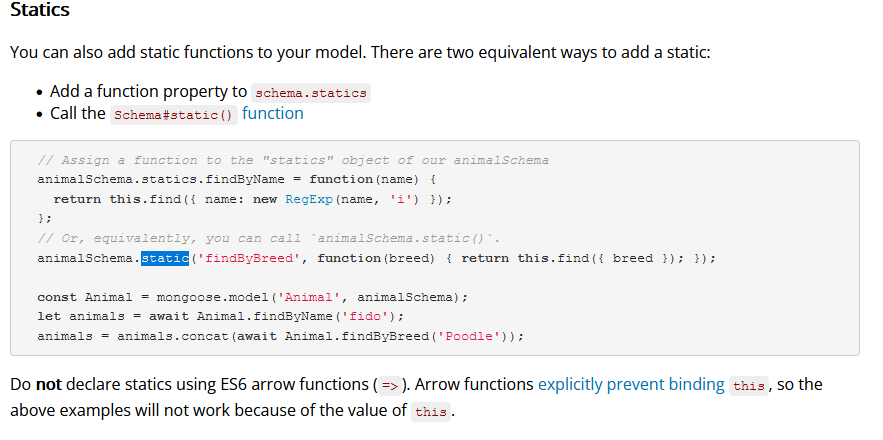 Statics
You can also add static functions to your model. There are two equivalent ways to add a static:
• Add a function property to schema.statics
• Call the Schema#static() function
// Assign a function to the "statics" object of our animalSchema
animalSchema.statics.findByName = function(name) {
  return this.find({ name: new RegExp(name, 'i') });
};
// Or, equivalently, you can call `animalSchema.static()`.
animalSchema.static('findByBreed', function(breed) { return this.find({ breed }); });

const Animal = mongoose.model('Animal', animalSchema);
let animals = await Animal.findByName('fido');
animals = animals.concat(await Animal.findByBreed('Poodle'));
Do not declare statics using ES6 arrow functions (=>). Arrow functions explicitly prevent binding this, so the
above examples will not work because of the value of this.